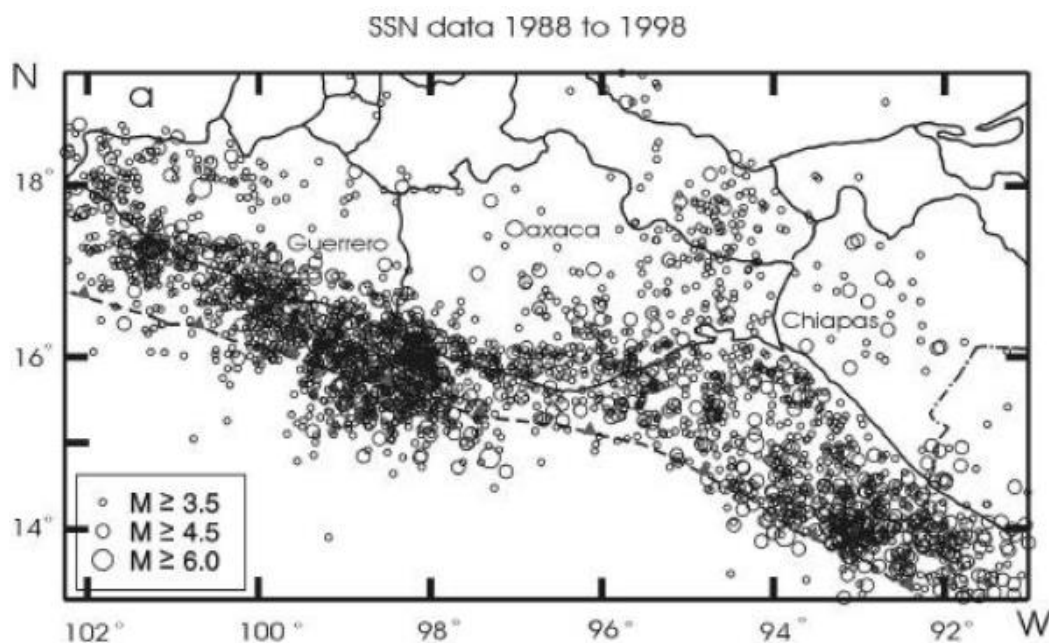 SSN data 1988 to 1998
N
a
18°
Guerrero
Oaxaca
Chiapas
16°
14°
M ≥ 3.5
M ≥ 4.5
M ≥ 6.0
102° 100° 98° 96° 94° 92° W